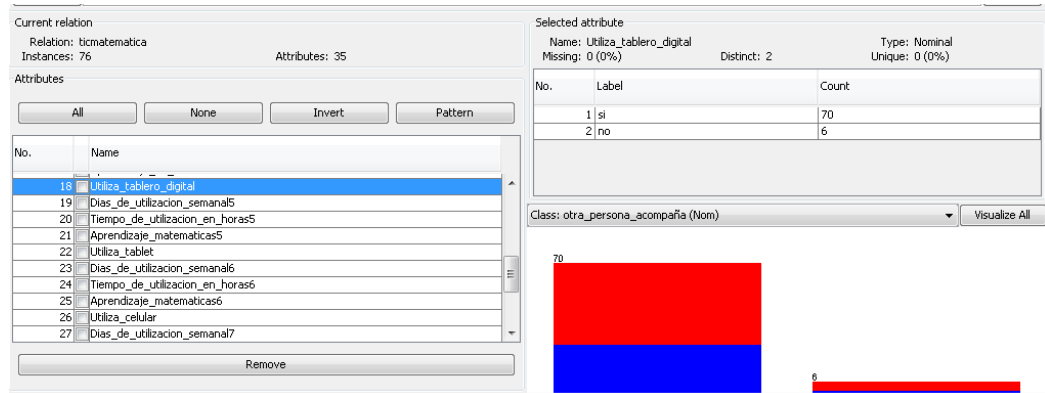 Current relation
Relation: ticmatematica
Instances: 76
Attributes: 35
Attributes
All
None
Invert
Pattern
No.
Name
18 Utiliza_tablero_digital
19 Dias_de_utilizacion_semanal5
20 Tiempo_de_utilizacion_en_horas5
21 Aprendizaje_matematicas5
22 Utiliza_tablet
23 Dias_de_utilizacion_semanal6
24 Tiempo_de_utilizacion_en_horas6
25 Aprendizaje_matematicas6
26 Utiliza_celular
27 Dias_de_utilizacion_semanal7
Remove
Selected attribute
Name: Utiliza_tablero_digital
Type: Nominal
Missing: 0 (0%)
Distinct: 2
Unique: 0 (0%)
No.
Label
Count
1 si 70
2 no 6
Class: otra_persona_acompaña (Nom)
Visualize All
70
6